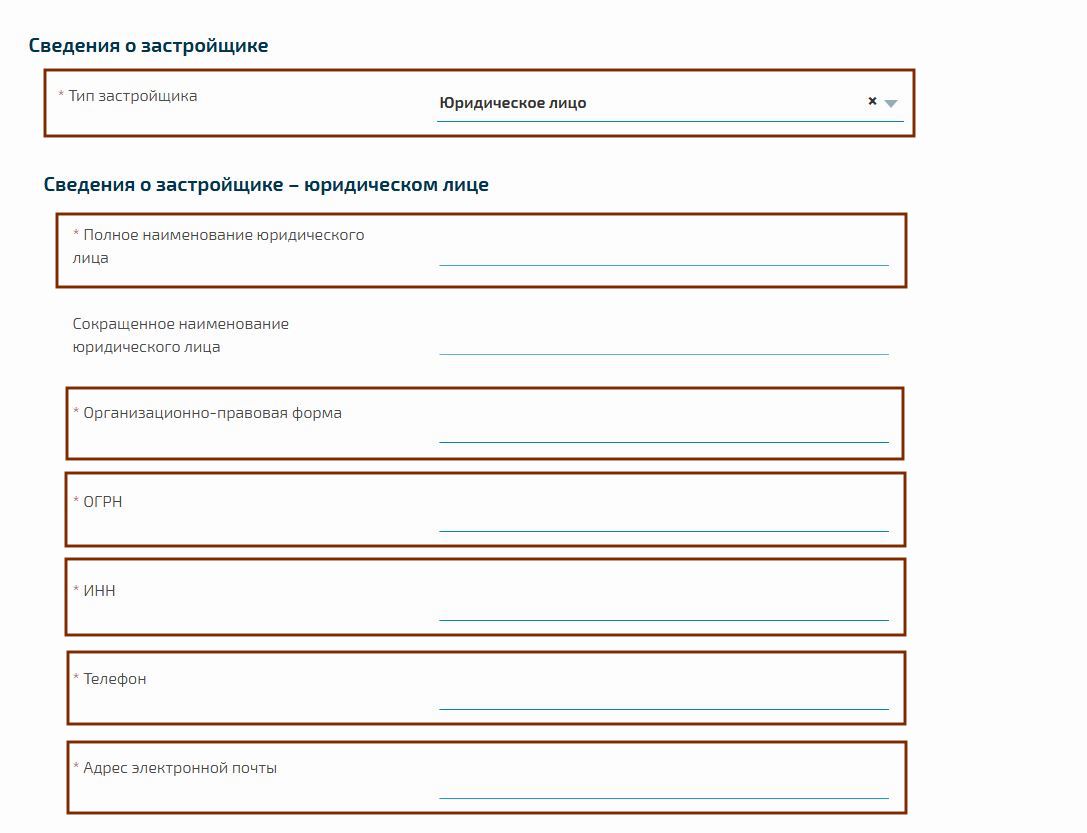 Сведения о застройщике
* Тип застройщика
Юридическое лицо ×
Сведения о застройщике – юридическом лице
* Полное наименование юридического
лица
Сокращенное наименование
юридического лица
* Организационно-правовая форма
* ОГРН
* ИНН
* Телефон
* Адрес электронной почты